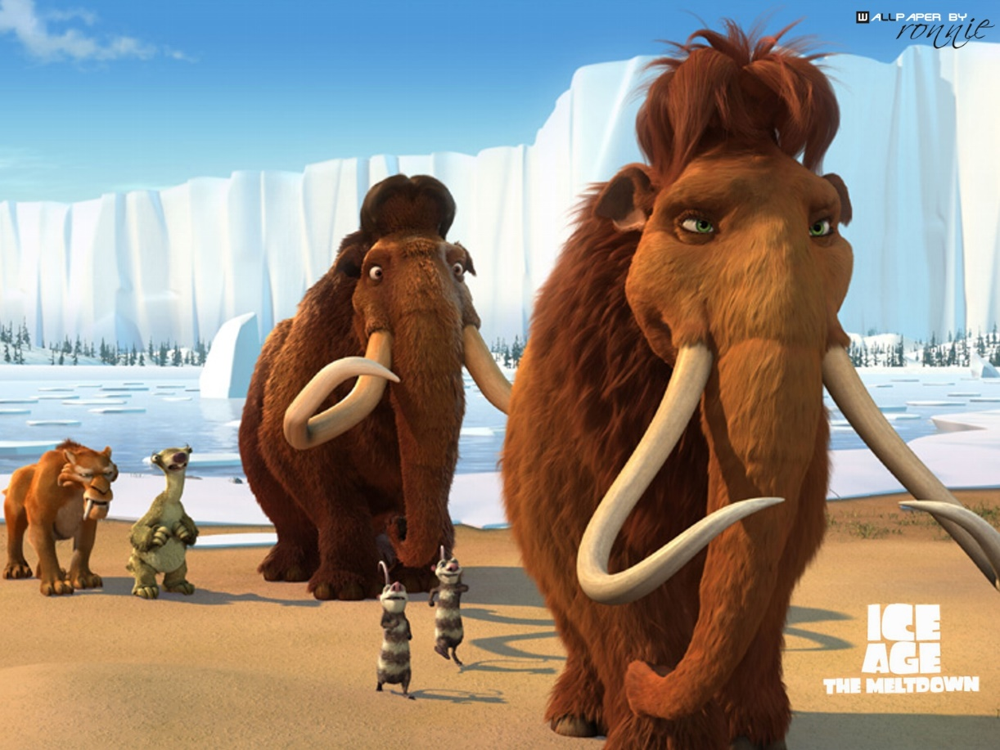 WALLPAPER BY
ronnie
ICE
AGE
THE MELTDOWN